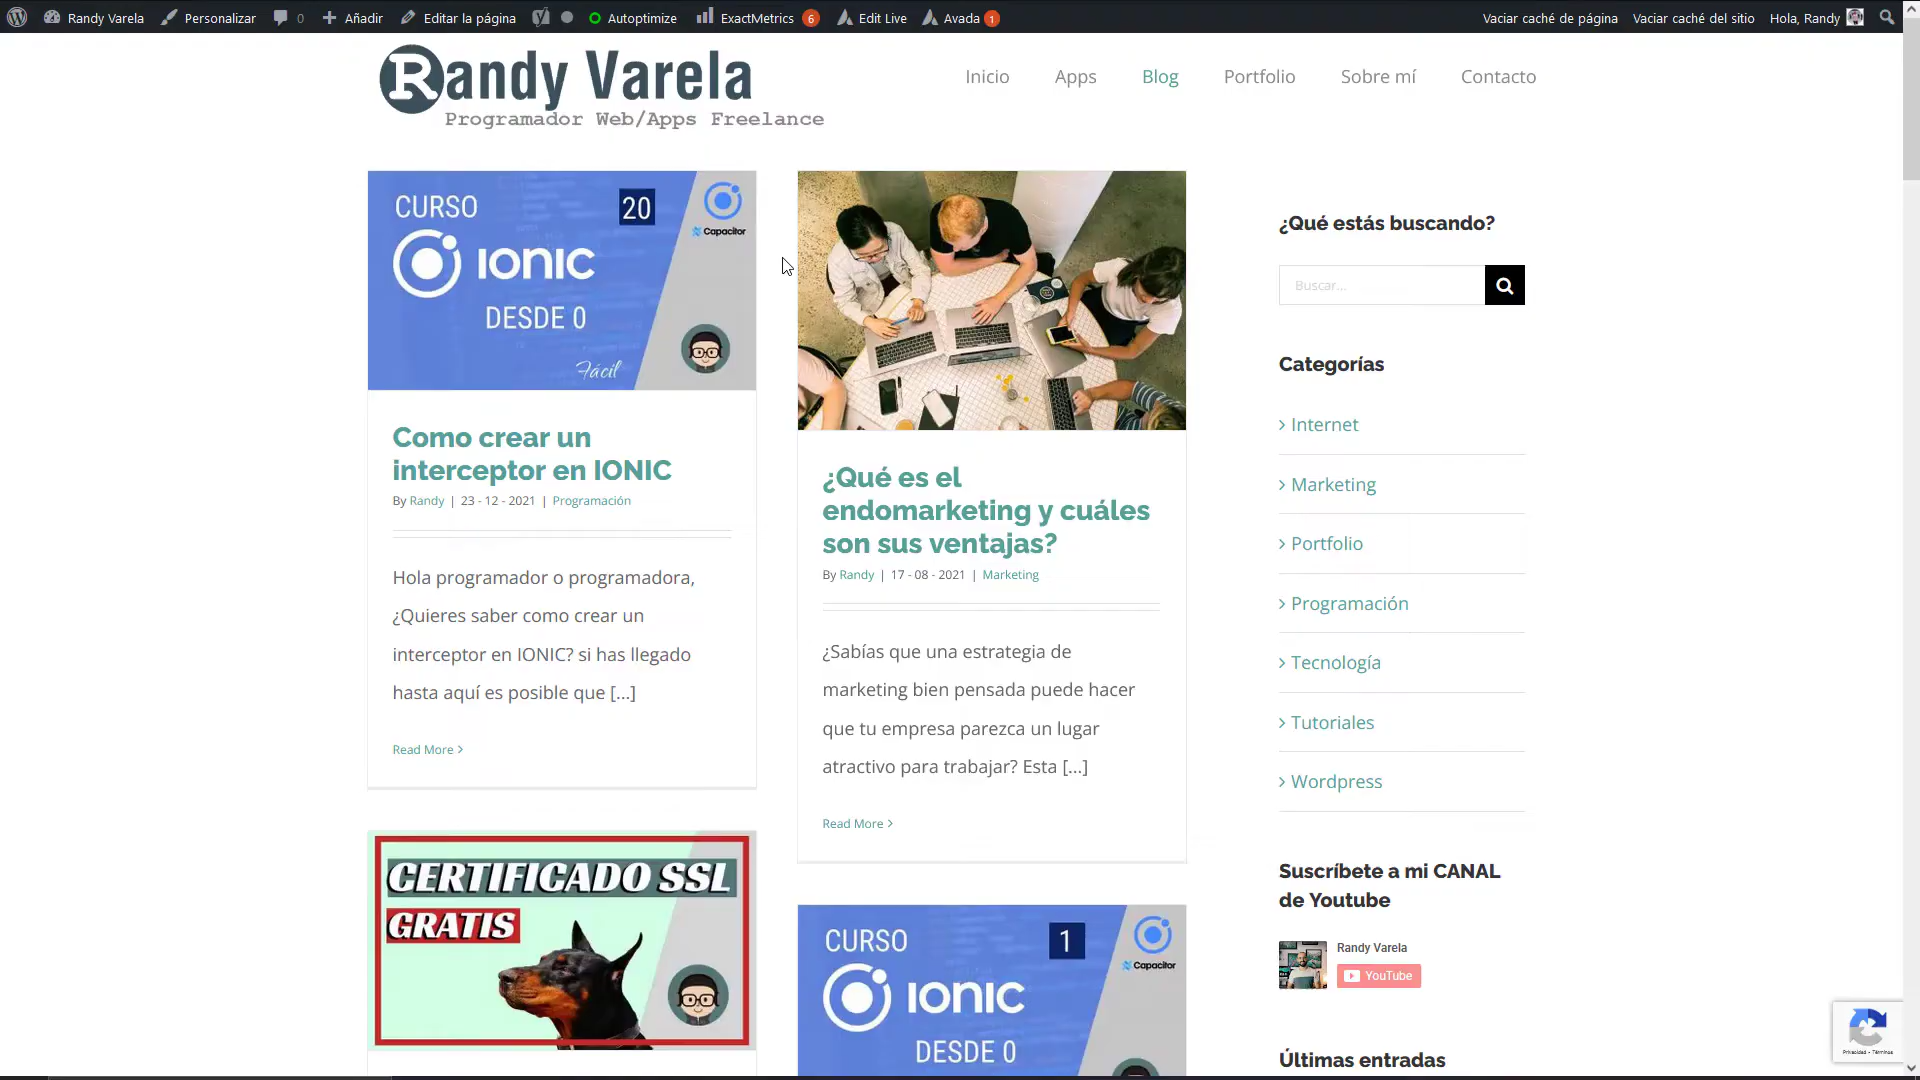 Randy Varela
Personalizar
0
Añadir
Editar la página
Autoptimize
ExactMetrics 6
Edit Live
Avada 1
Vaciar caché de página
Vaciar caché del sitio
Hola, Randy
Randy Varela
Programador Web/Apps Freelance
Inicio
Apps
Blog
Portfolio
Sobre mí
Contacto
CURSO
20
Capacitor
IONIC
DESDE 0
Fácil
Como crear un
interceptor en IONIC
By Randy | 23 - 12 - 2021 | Programación
Hola programador o programadora,
¿Quieres saber como crear un
interceptor en IONIC? si has llegado
hasta aquí es posible que [...]
Read More >
CERTIFICADO SSL
GRATIS
¿Qué es el
endomarketing y cuáles
son sus ventajas?
By Randy | 17 - 08 - 2021 | Marketing
¿Sabías que una estrategia de
marketing bien pensada puede hacer
que tu empresa parezca un lugar
atractivo para trabajar? Esta [...]
Read More >
CURSO
1
Capacitor
IONIC
DESDE 0
¿Qué estás buscando?
Buscar...
Categorías
> Internet
> Marketing
> Portfolio
> Programación
> Tecnología
> Tutoriales
> Wordpress
Suscríbete a mi CANAL
de Youtube
Randy Varela
YouTube
Últimas entradas
Privacidad - Términos